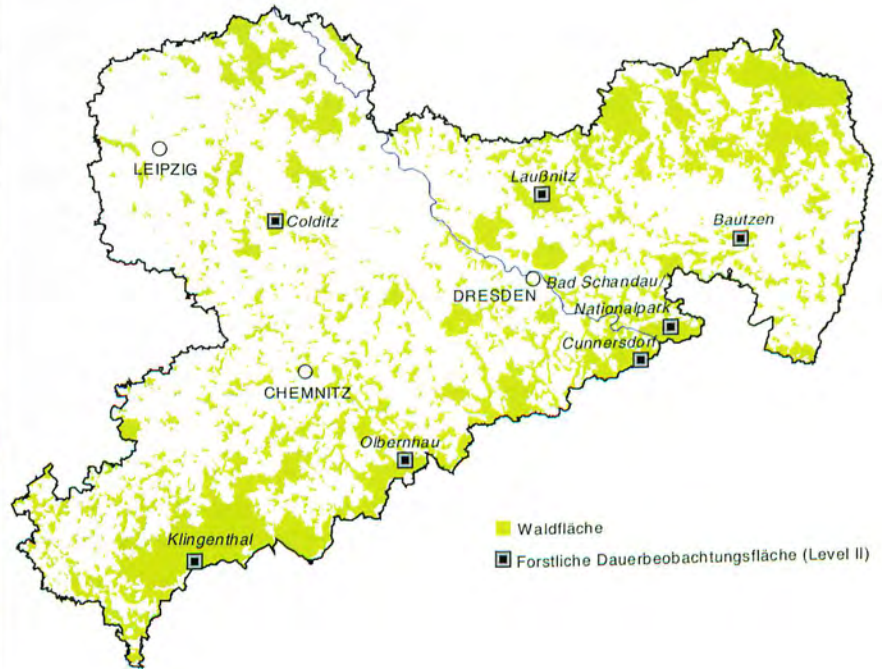 LEIPZIG
Laußnitz
Colditz
Bautzen
Bad Schandau/
DRESDEN
Nationalpark
Cunnersdorf
CHEMNITZ
Olbernhau
Klingenthal
Waldfläche
Forstliche Dauerbeobachtungsfläche (Level II)